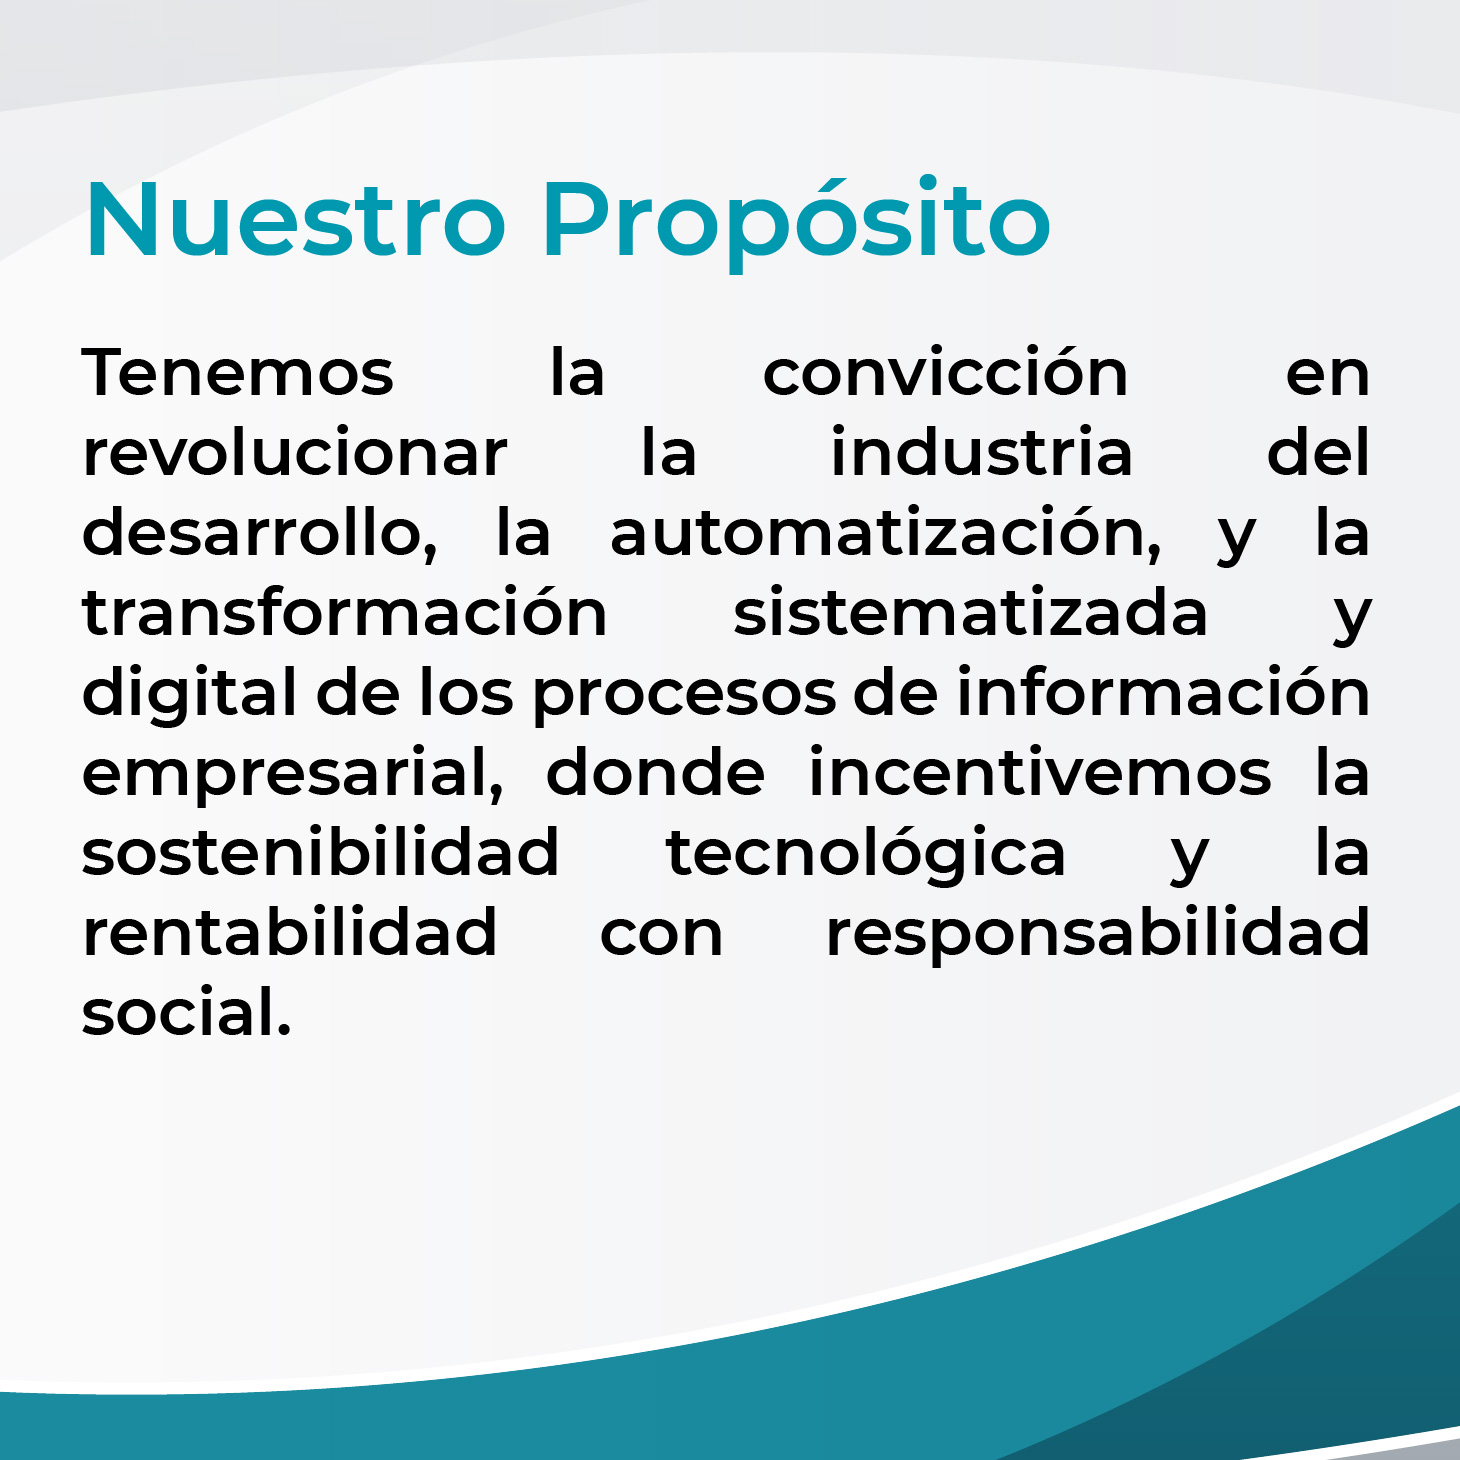 Nuestro Propósito
Tenemos la convicción en
revolucionar la industria del
desarrollo, la automatización, y la
transformación sistematizada y
digital de los procesos de información
empresarial, donde incentivemos la
sostenibilidad tecnológica y la
rentabilidad con responsabilidad
social.